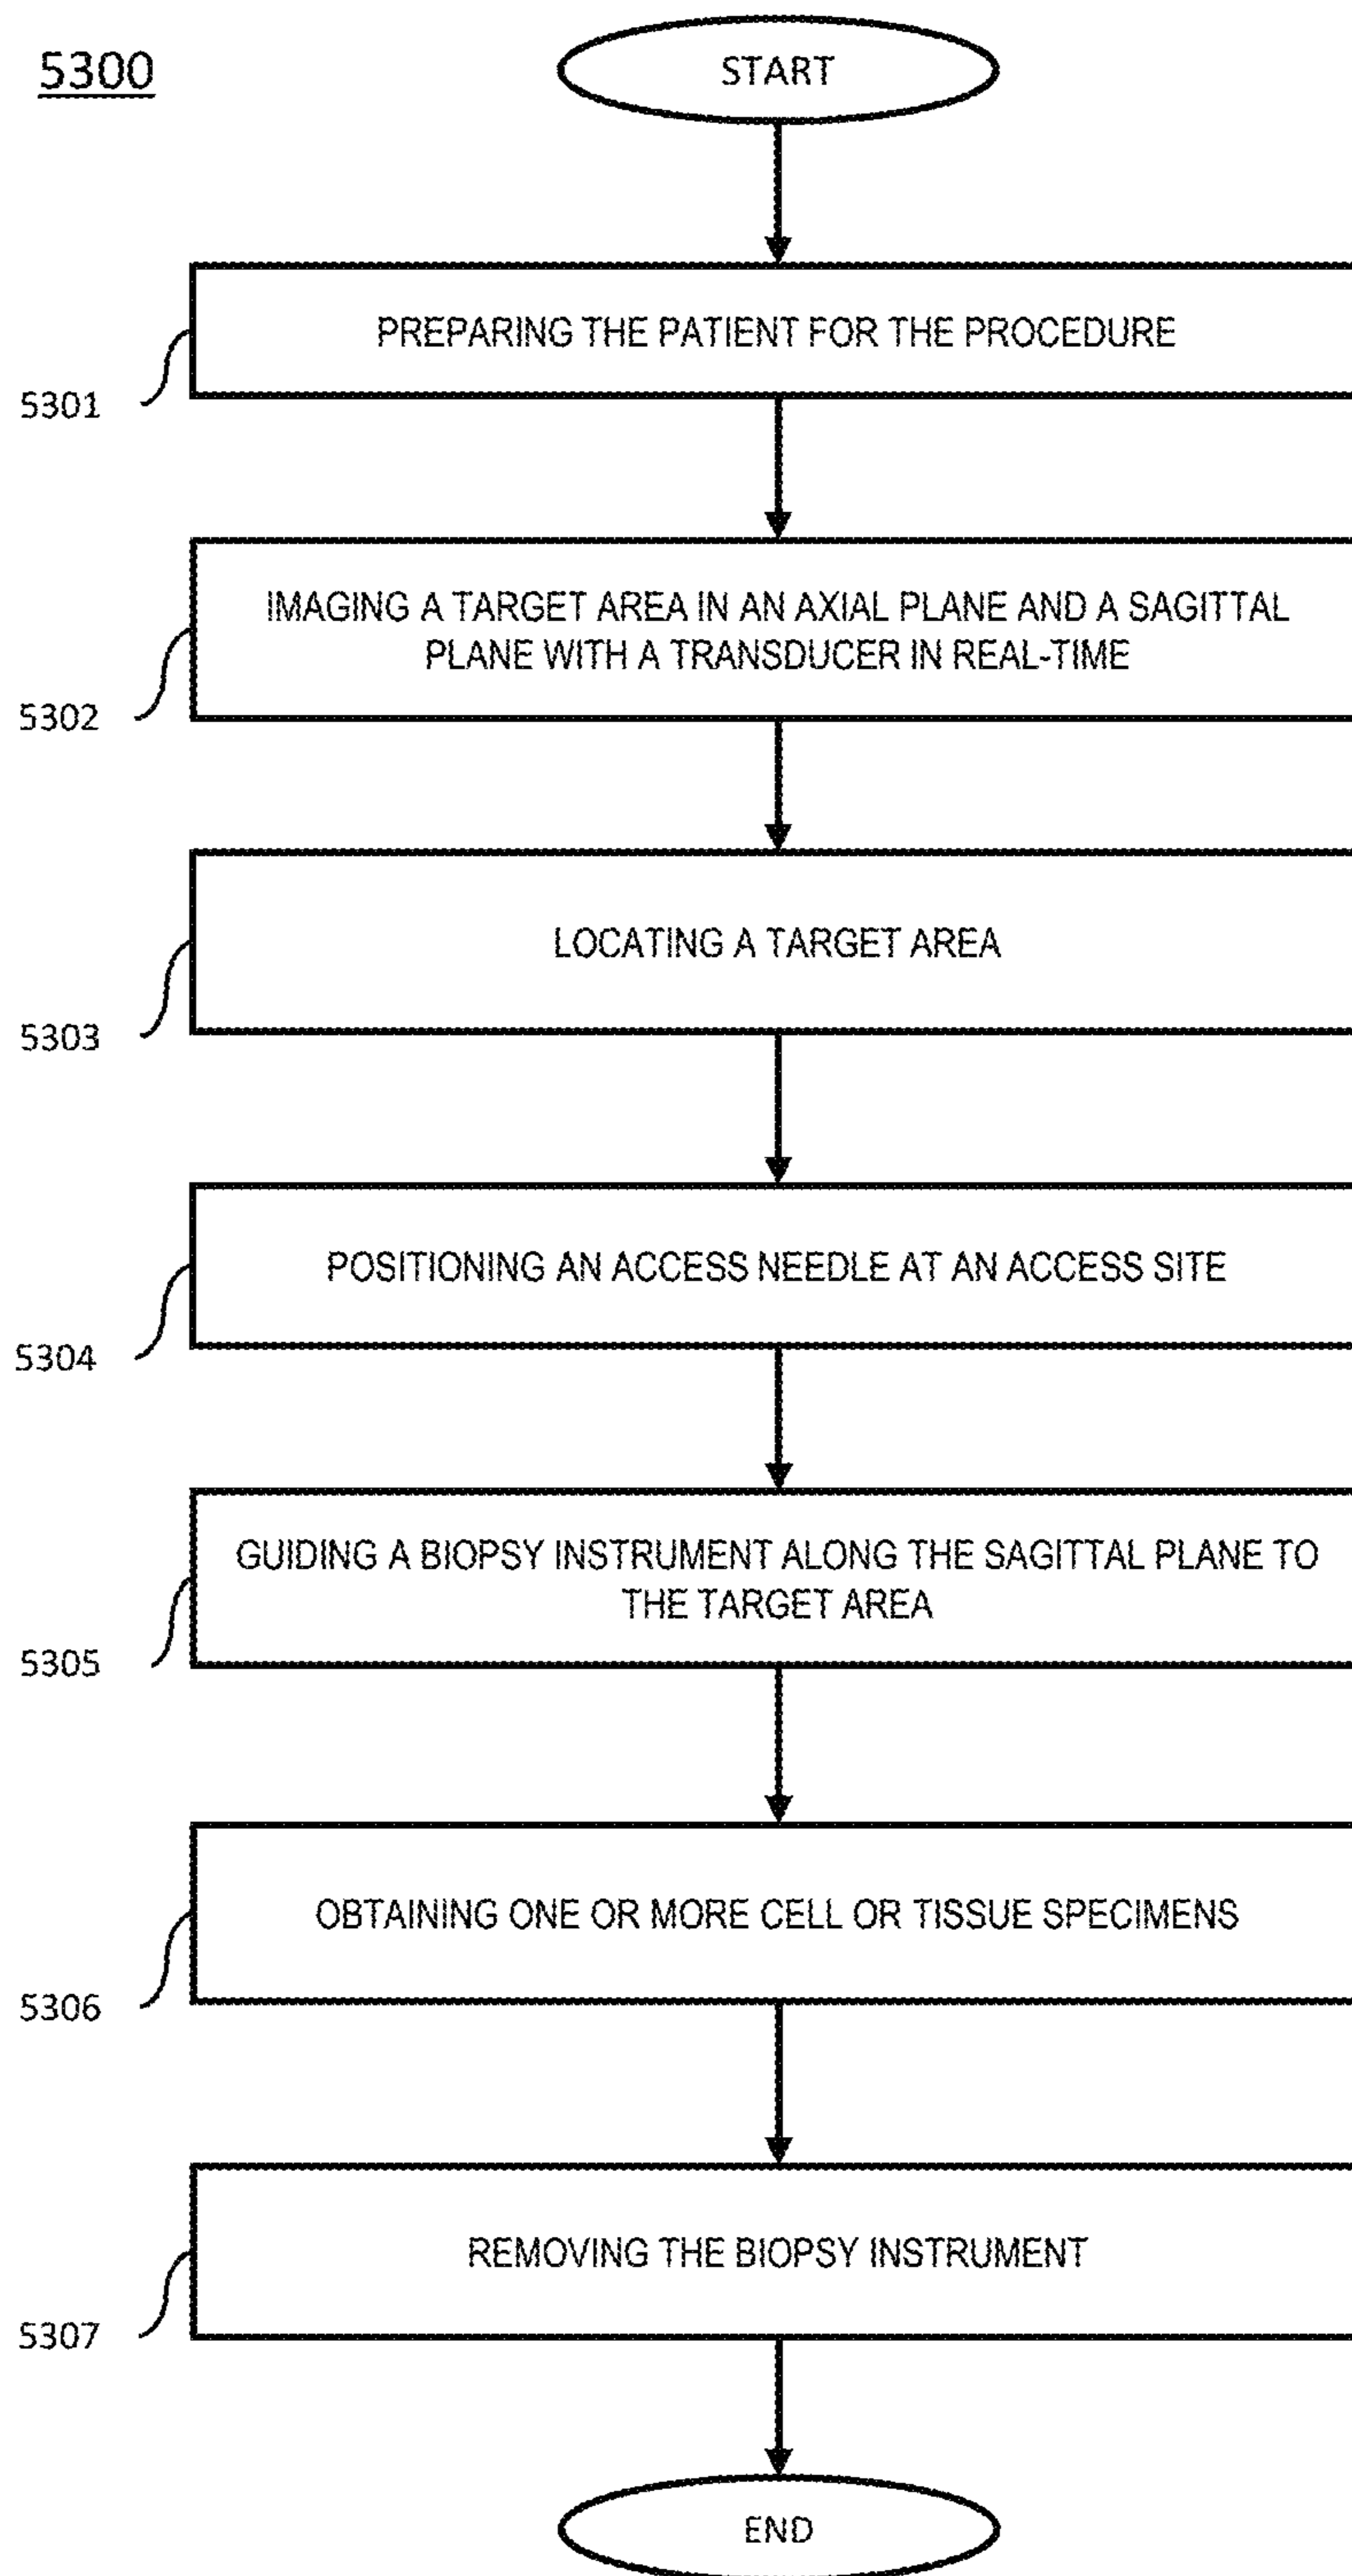 5300
START
PREPARING THE PATIENT FOR THE PROCEDURE
5301
IMAGING A TARGET AREA IN AN AXIAL PLANE AND A SAGITTAL
PLANE WITH A TRANSDUCER IN REAL-TIME
5302
LOCATING A TARGET AREA
5303
POSITIONING AN ACCESS NEEDLE AT AN ACCESS SITE
5304
GUIDING A BIOPSY INSTRUMENT ALONG THE SAGITTAL PLANE TO
THE TARGET AREA
5305
OBTAINING ONE OR MORE CELL OR TISSUE SPECIMENS
5306
REMOVING THE BIOPSY INSTRUMENT
5307
END